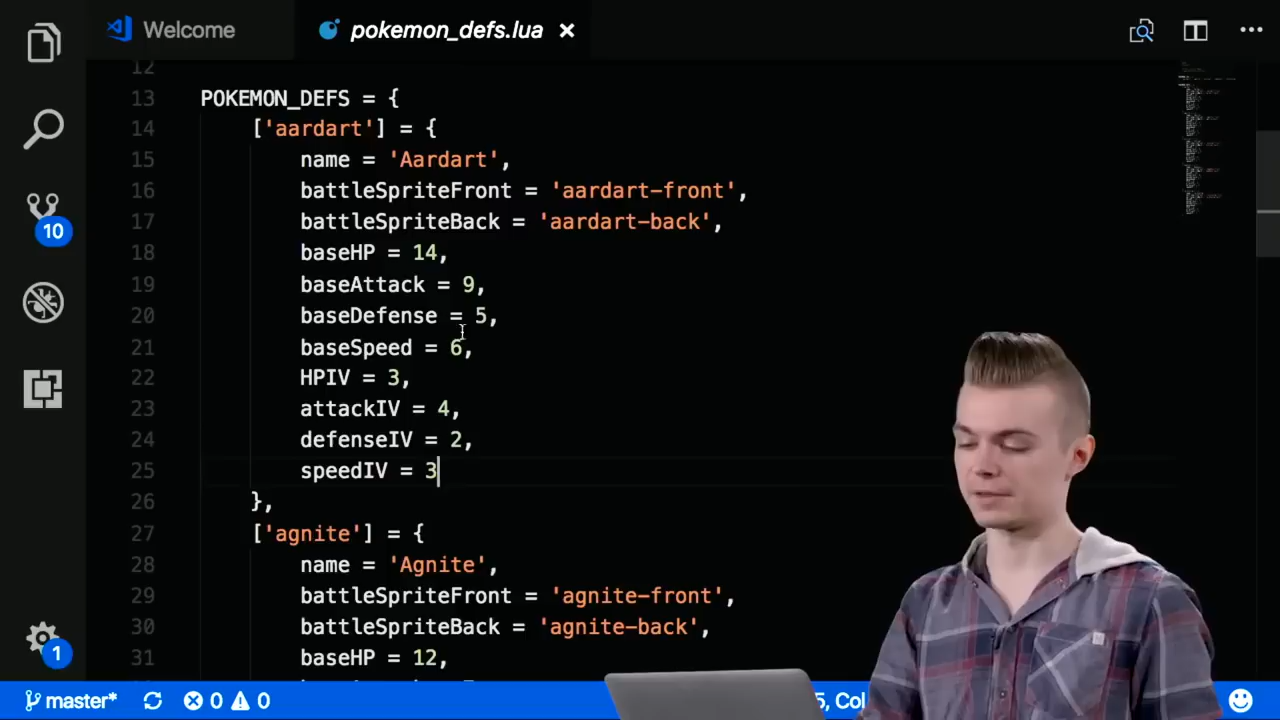 Welcome
pokemon_defs.lua
12
13 POKEMON_DEFS = {
14 ['aardart'] = {
15 name = 'Aardart',
16 battleSpriteFront = 'aardart-front',
17 battleSpriteBack = 'aardart-back',
18 baseHP = 14,
19 baseAttack = 9,
20 baseDefense = 5,
21 baseSpeed = 6,
22 HPIV = 3,
23 attackIV = 4,
24 defenseIV = 2,
25 speedIV = 3
26 },
27 ['agnite'] = {
28 name = 'Agnite',
29 battleSpriteFront = 'agnite-front',
30 battleSpriteBack = 'agnite-back',
31 baseHP = 12,
10
1
master* 0 0 5, Col